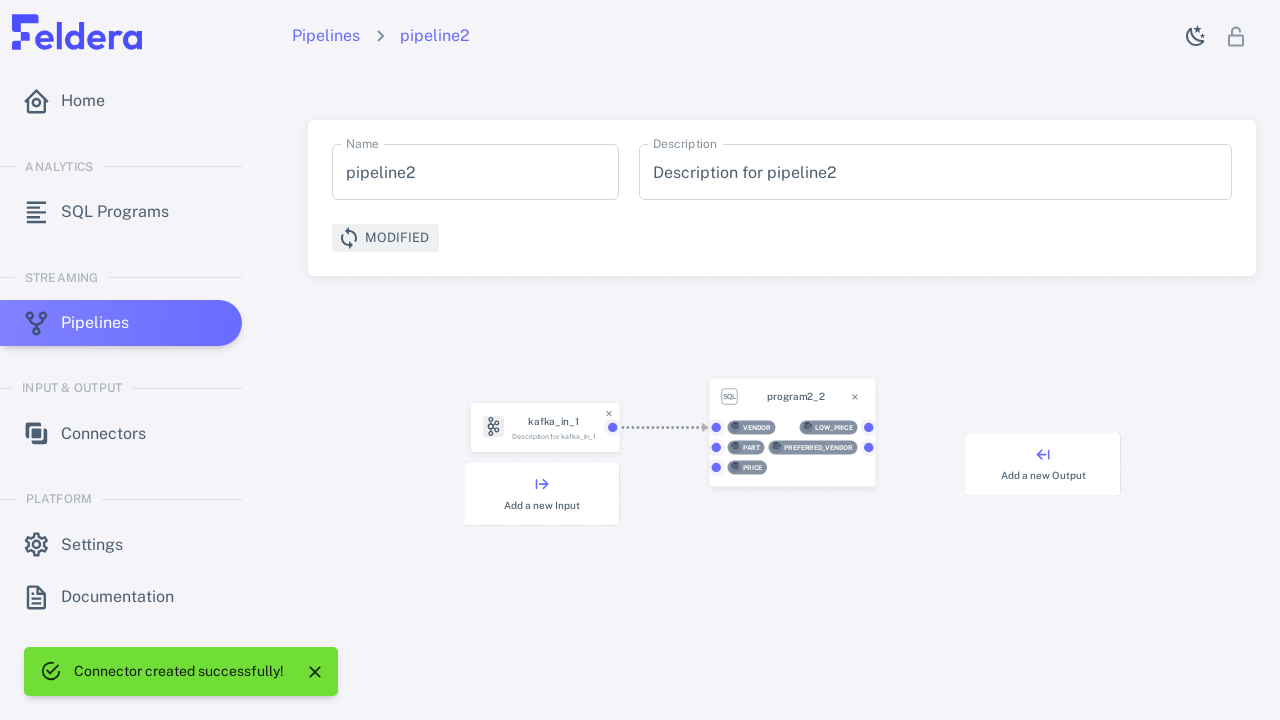 Feldera
Pipelines
pipeline2
Home
ANALYTICS
SQL Programs
STREAMING
Pipelines
INPUT & OUTPUT
Connectors
PLATFORM
Settings
Documentation
Name
pipeline2
Description
Description for pipeline2
MODIFIED
kafka_in_1
Description for kafka_in_1
Add a new Input
SQL
program2_2
VENDOR
LOW_PRICE
PART
PREFERRED_VENDOR
PRICE
Add a new Output
Connector created successfully!